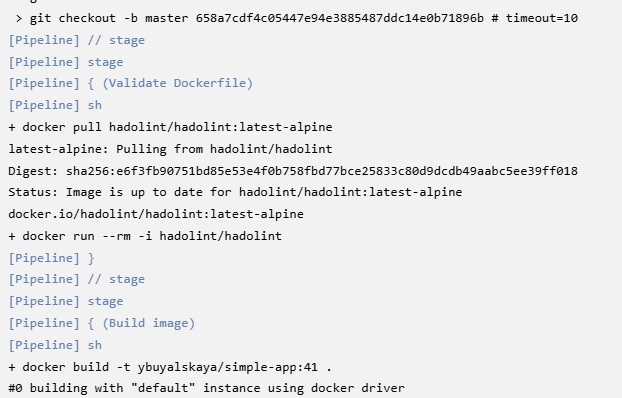 > git checkout -b master 658a7cdf4c05447e94e3885487ddc14e0b71896b # timeout=10
[Pipeline] // stage
[Pipeline] stage
[Pipeline] { (Validate Dockerfile)
[Pipeline] sh
+ docker pull hadolint/hadolint:latest-alpine
latest-alpine: Pulling from hadolint/hadolint
Digest: sha256:e6f3fb90751bd85e53e4f0b758fbd77bce25833c80d9dcdb49aabc5ee39ff018
Status: Image is up to date for hadolint/hadolint:latest-alpine
docker.io/hadolint/hadolint:latest-alpine
+ docker run --rm -i hadolint/hadolint
[Pipeline] }
[Pipeline] // stage
[Pipeline] stage
[Pipeline] { (Build image)
[Pipeline] sh
+ docker build -t ybuyalskaya/simple-app:41 .
#0 building with "default" instance using docker driver